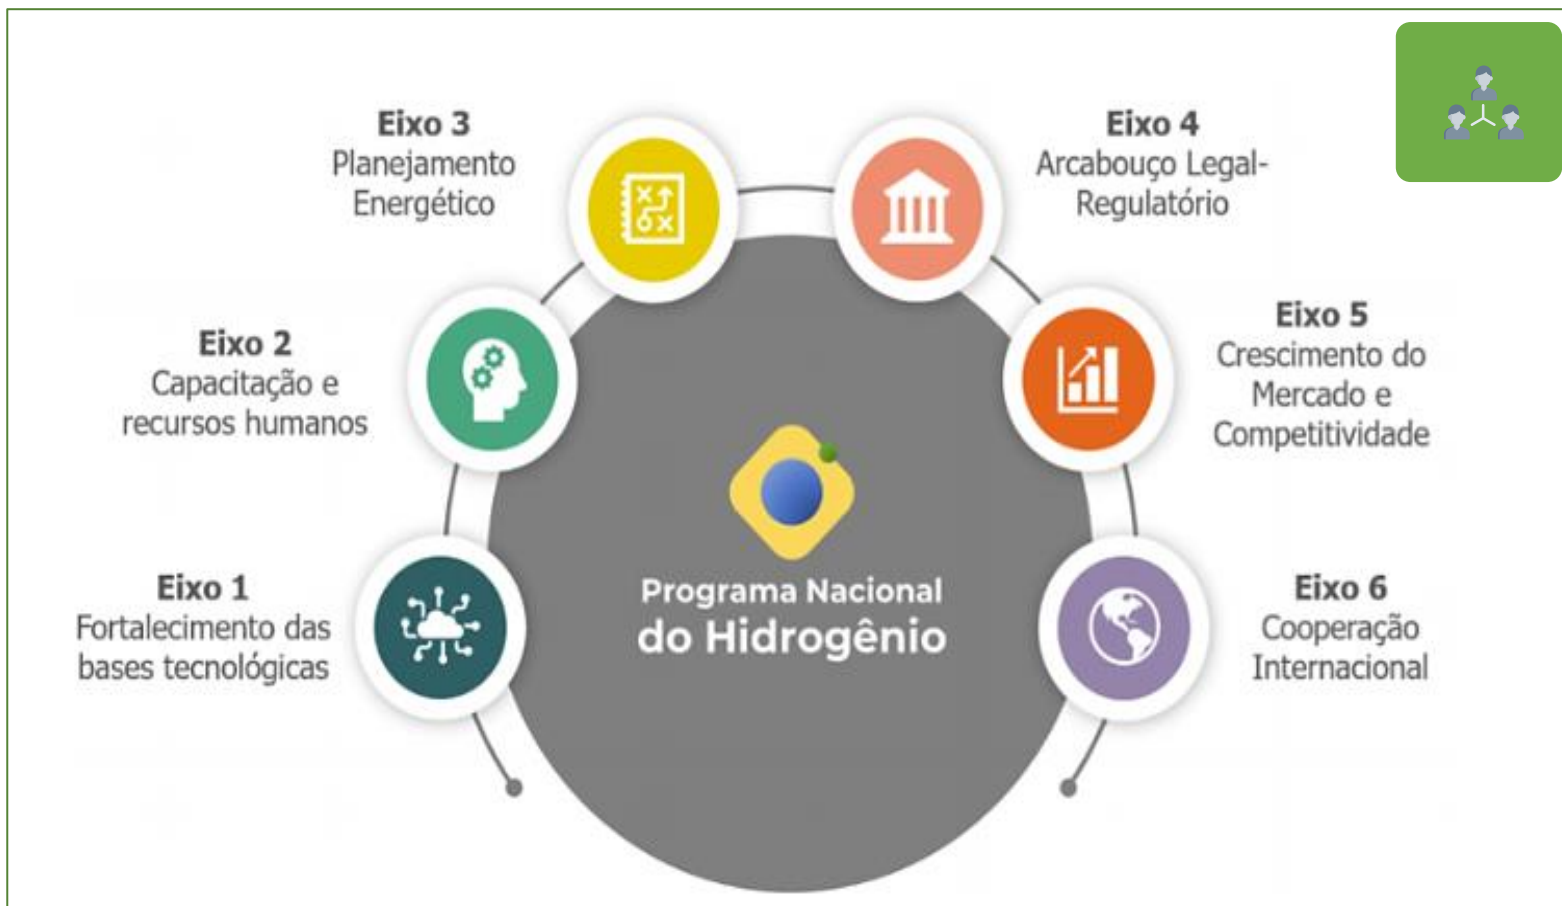 Eixo 1
Fortalecimento das
bases tecnológicas
Eixo 2
Capacitação e
recursos humanos
Eixo 3
Planejamento
Energético
Eixo 4
Arcabouço Legal-
Regulatório
Eixo 5
Crescimento do
Mercado e
Competitividade
Eixo 6
Cooperação
Internacional
Programa Nacional
do Hidrogênio